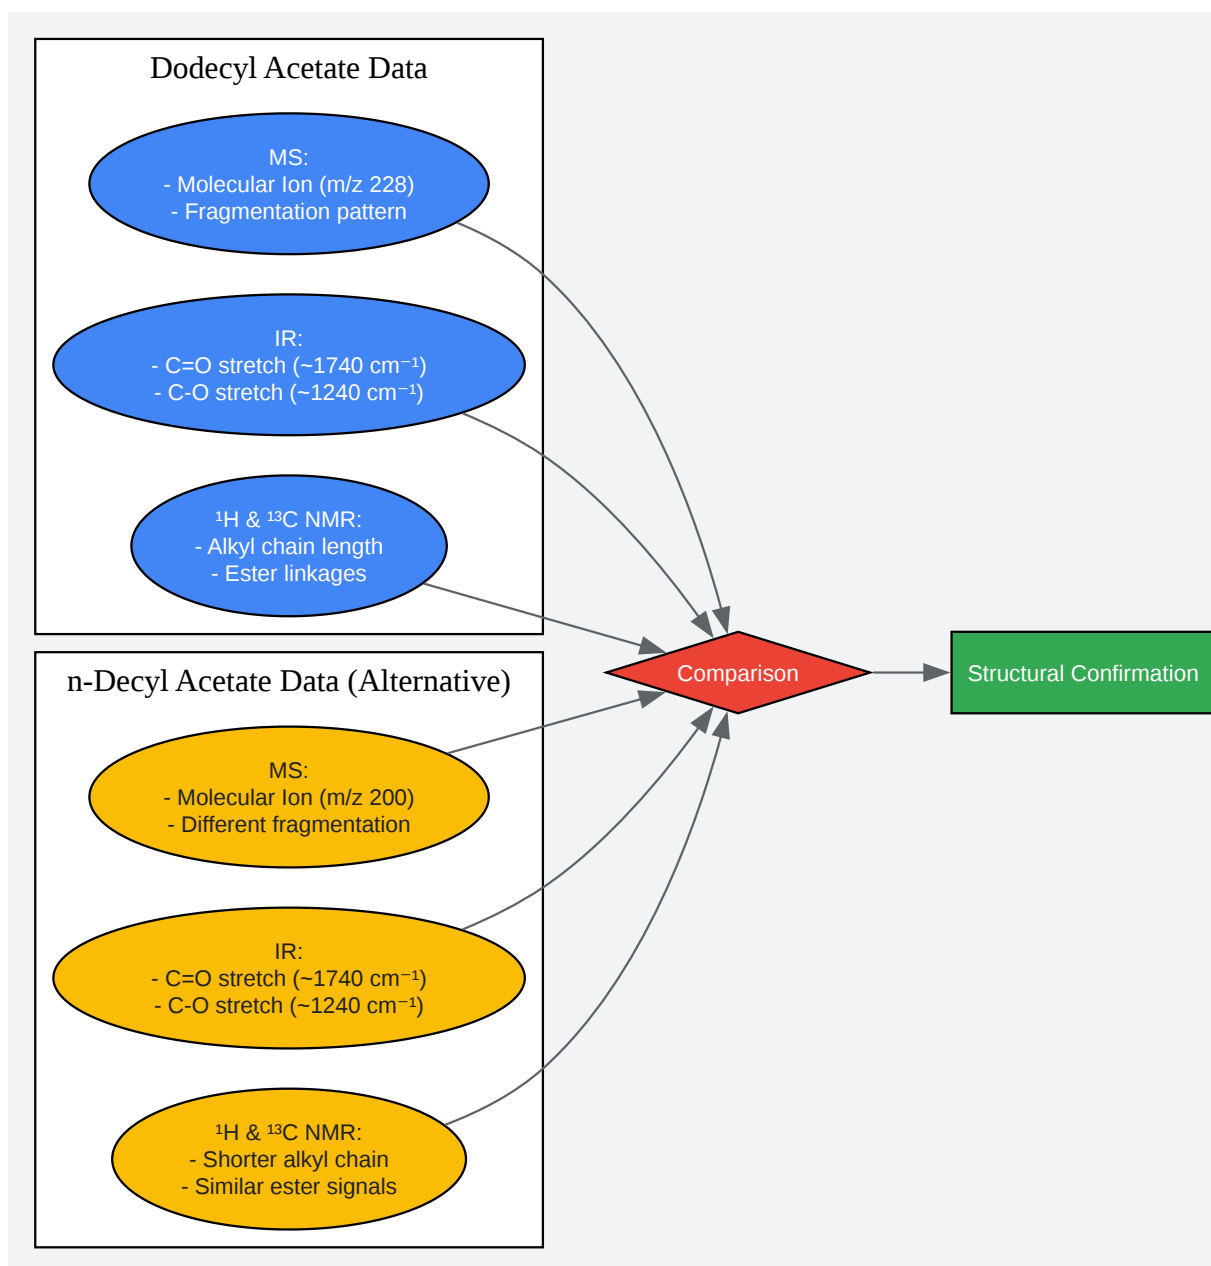 Dodecyl Acetate Data
MS:
- Molecular Ion (m/z 228)
- Fragmentation pattern
IR:
- C=O stretch (~1740 cm⁻¹)
- C-O stretch (~1240 cm⁻¹)
¹H & ¹³C NMR:
- Alkyl chain length
- Ester linkages
n-Decyl Acetate Data (Alternative)
MS:
- Molecular Ion (m/z 200)
- Different fragmentation
IR:
- C=O stretch (~1740 cm⁻¹)
- C-O stretch (~1240 cm⁻¹)
¹H & ¹³C NMR:
- Shorter alkyl chain
- Similar ester signals
Comparison
Structural Confirmation